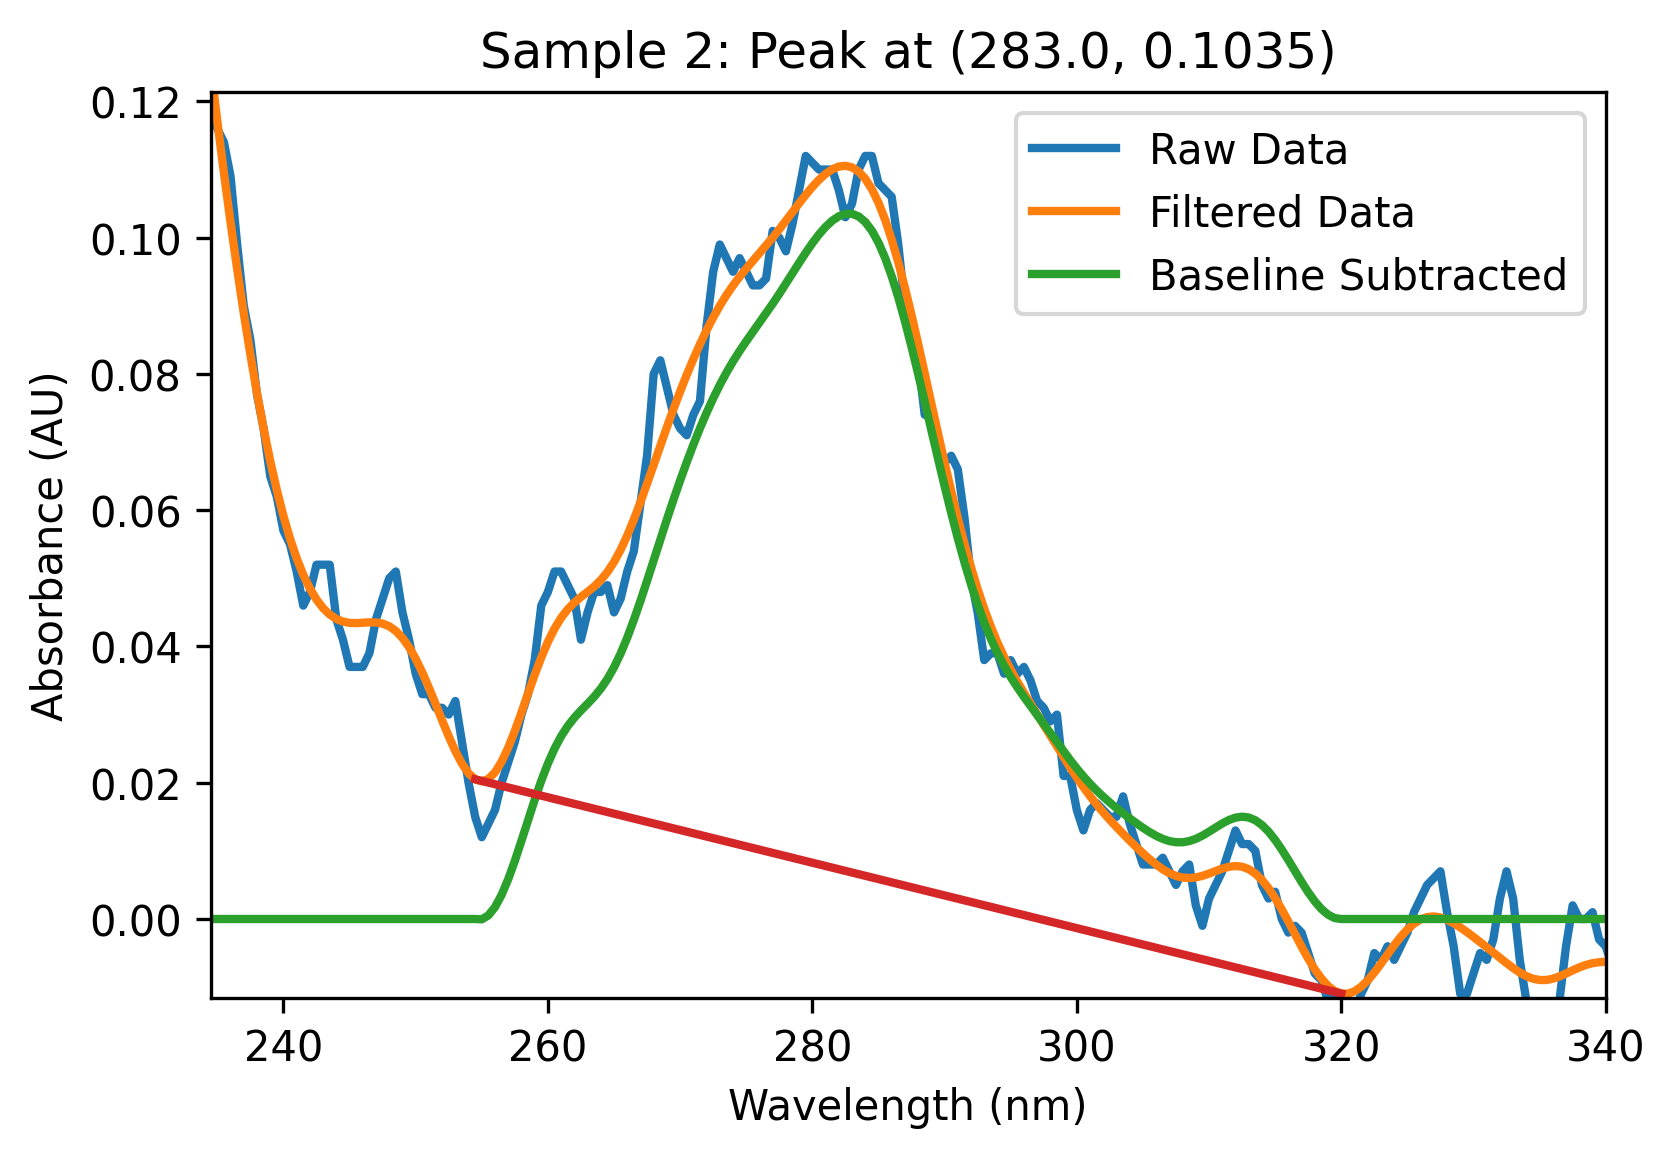 Sample 2: Peak at (283.0, 0.1035)
0.12
0.10
0.08
0.06
0.04
0.02
0.00
Absorbance (AU)
Raw Data
Filtered Data
Baseline Subtracted
240 260 280 300 320 340
Wavelength (nm)